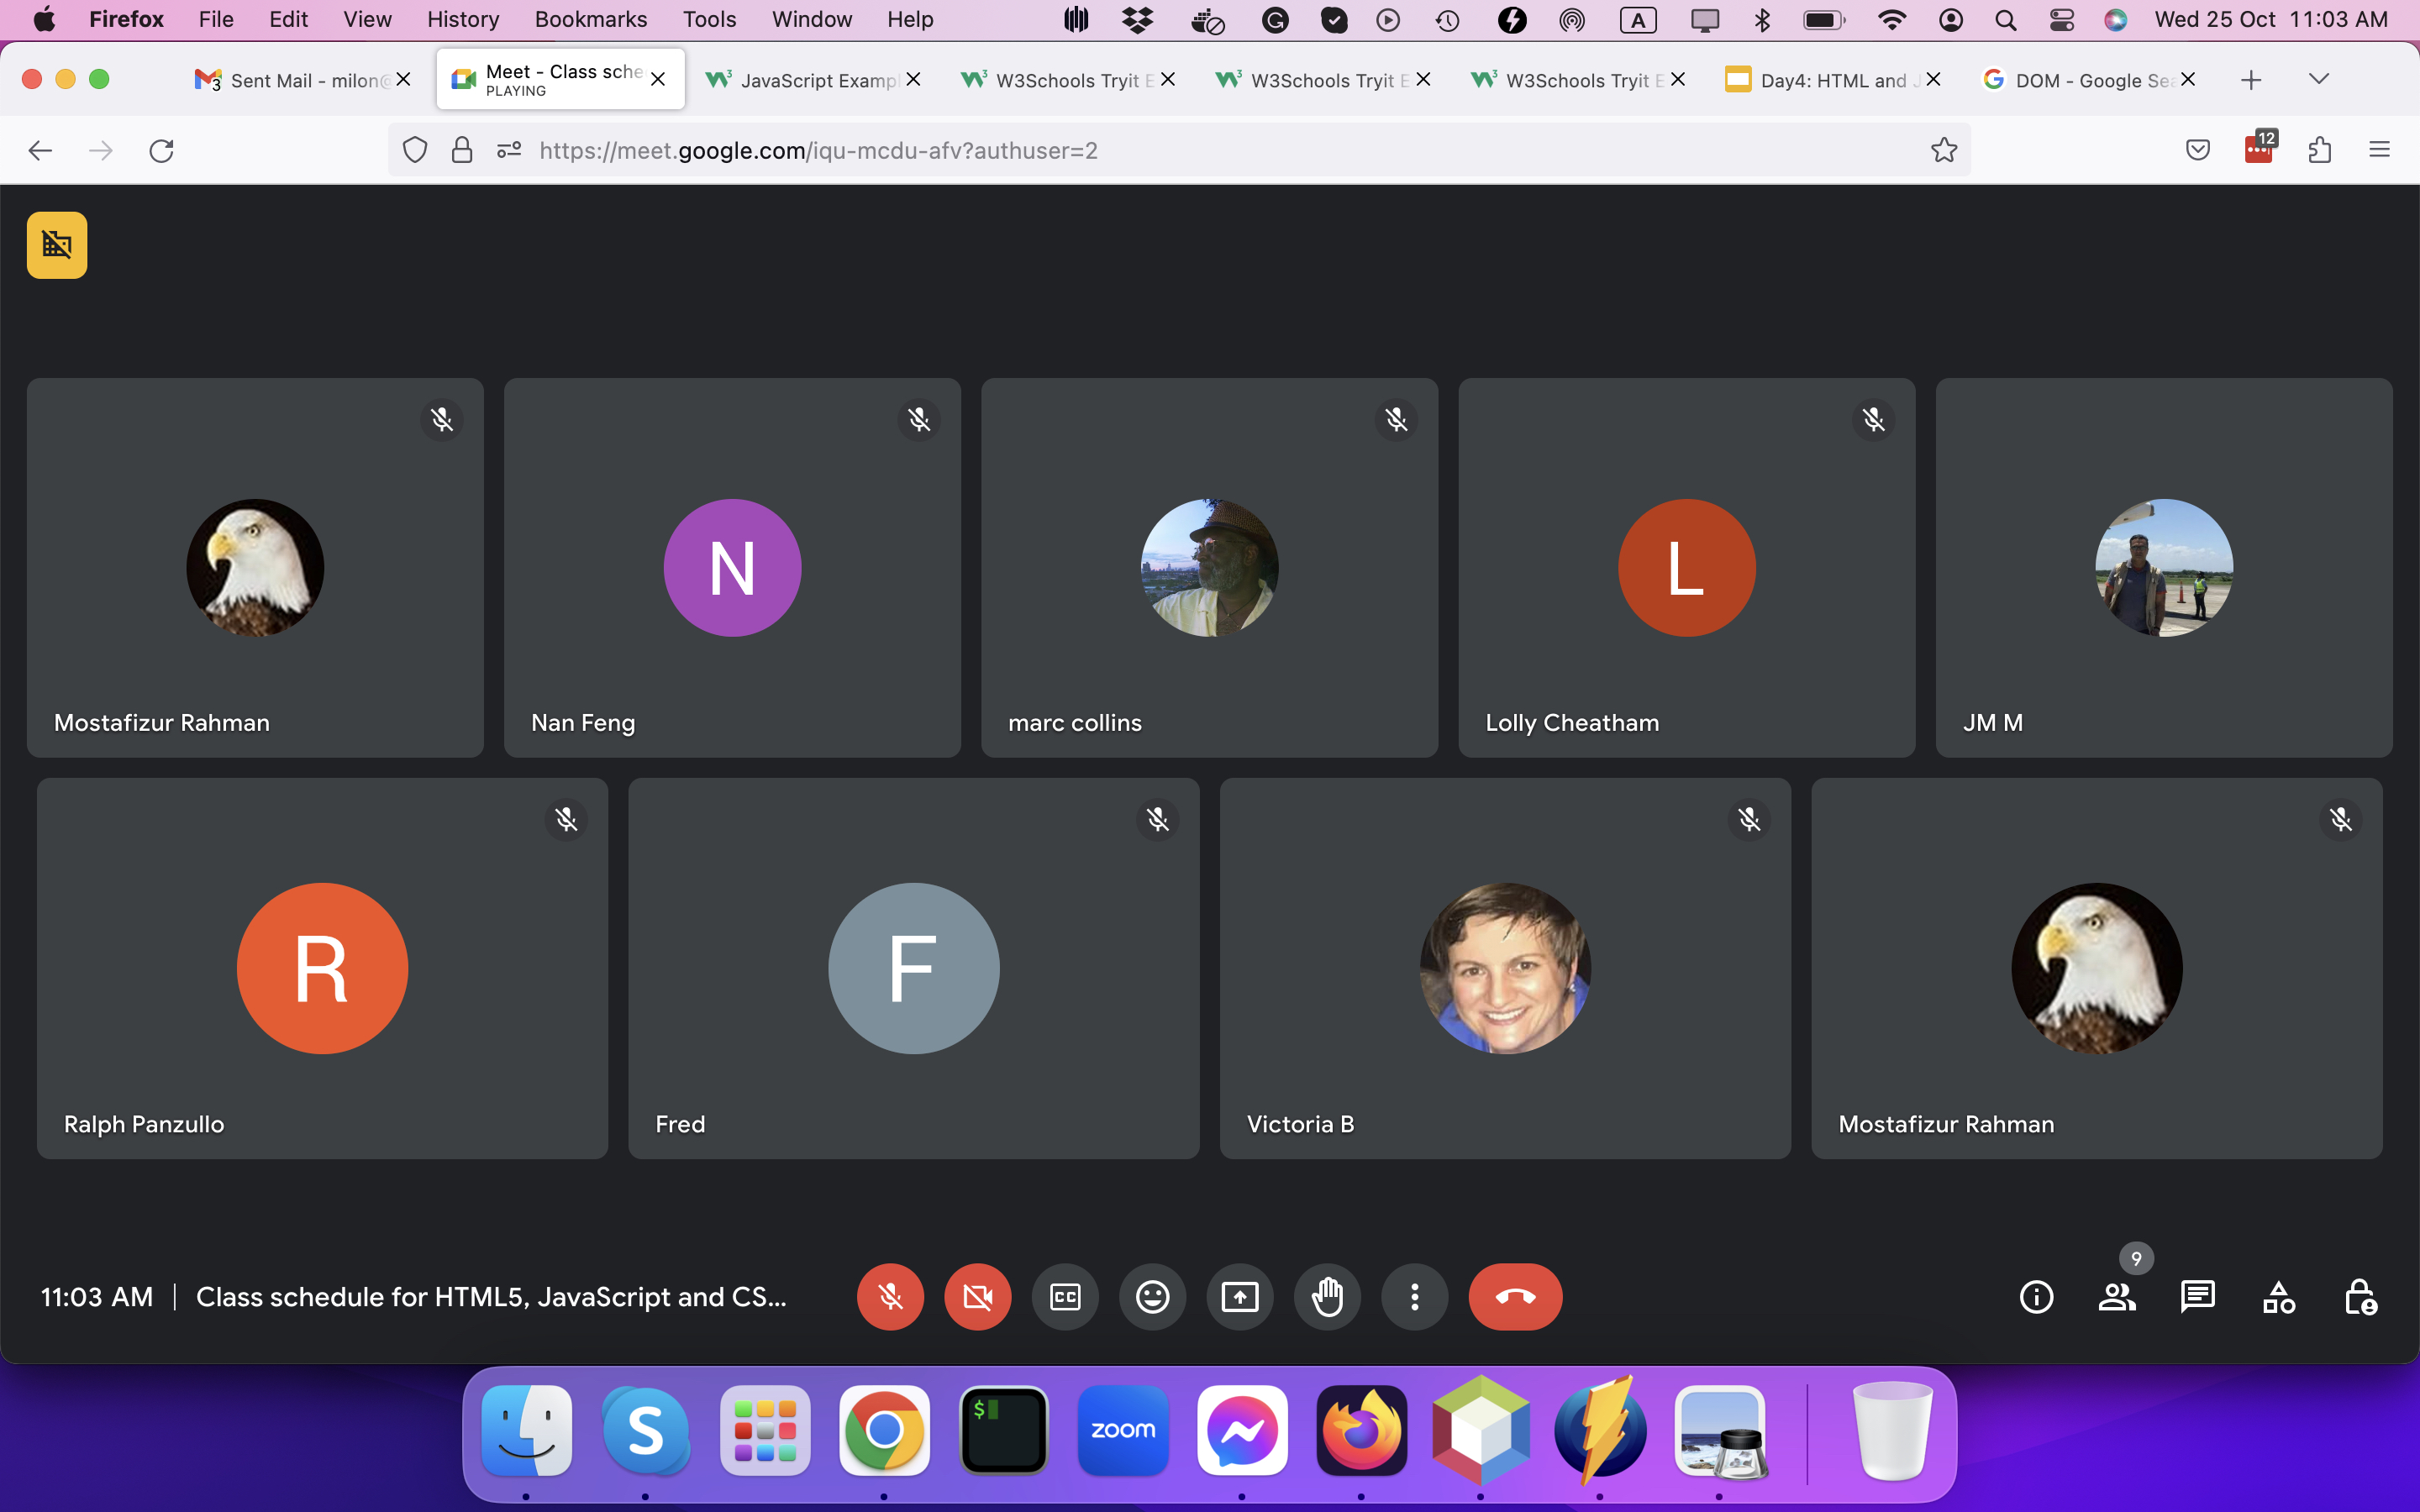 Firefox File Edit View History Bookmarks Tools Window Help A Wed 25 Oct 11:03 AM
3 Sent Mail - milon@ Meet - Class sche JavaScript Exampl W3Schools Tryit E W3Schools Tryit E W3Schools Tryit E Day4: HTML and J DOM - Google Sea
PLAYING
https://meet.google.com/iqu-mcdu-afv?authuser=2 12
N L
Mostafizur Rahman Nan Feng marc collins Lolly Cheatham JM M
R F
Ralph Panzullo Fred Victoria B Mostafizur Rahman
9
11:03 AM | Class schedule for HTML5, JavaScript and CS... CC
S $ zoom